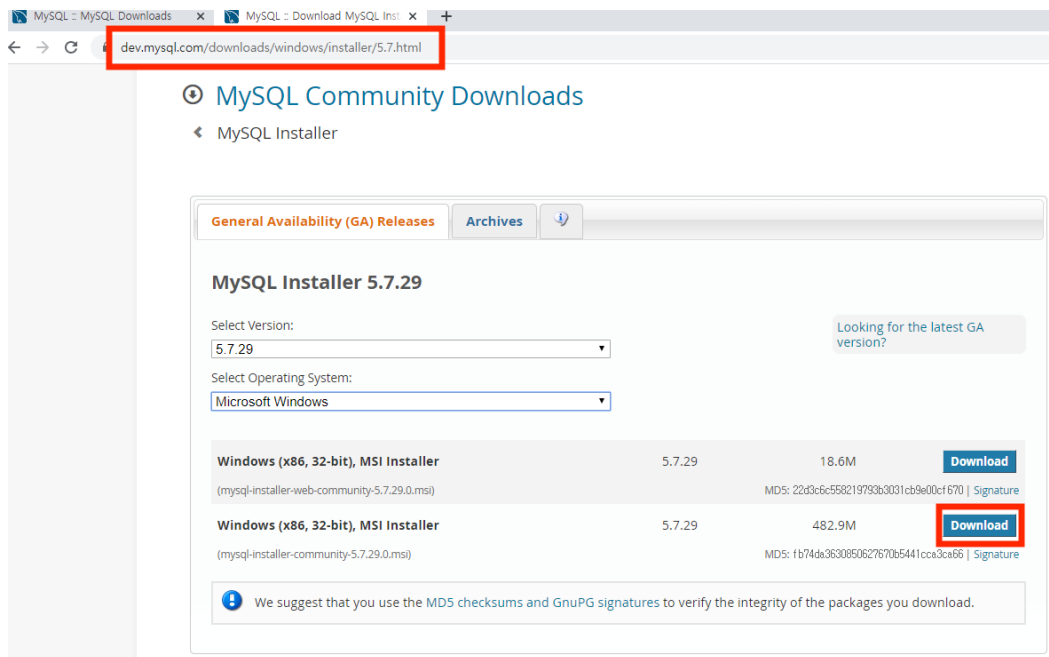 MySQL :: MySQL Downloads
MySQL :: Download MySQL Inst
dev.mysql.com/downloads/windows/installer/5.7.html
MySQL Community Downloads
MySQL Installer
General Availability (GA) Releases
Archives
MySQL Installer 5.7.29
Select Version:
5.7.29
Looking for the latest GA
version?
Select Operating System:
Microsoft Windows
Windows (x86, 32-bit), MSI Installer 5.7.29 18.6M Download
(mysql-installer-web-community-5.7.29.0.msi) MD5: 22d3c6c558219793b3031cb9e00cf670 | Signature
Windows (x86, 32-bit), MSI Installer 5.7.29 482.9M Download
(mysql-installer-community-5.7.29.0.msi) MD5: fb74da3630850627670b5441cca3ca66 | Signature
We suggest that you use the MD5 checksums and GnuPG signatures to verify the integrity of the packages you download.